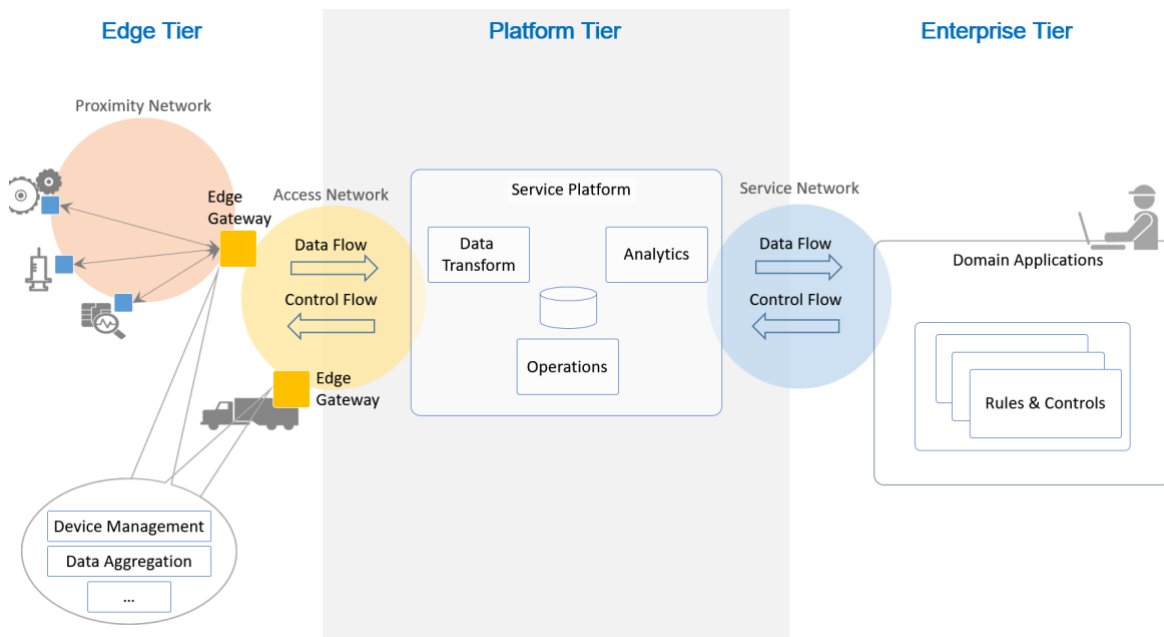 Edge Tier
Platform Tier
Enterprise Tier
Proximity Network
Edge
Gateway
Access Network
Data Flow
Control Flow
Edge
Gateway
Device Management
Data Aggregation
...
Service Platform
Data
Transform
Analytics
Operations
Service Network
Data Flow
Control Flow
Domain Applications
Rules & Controls